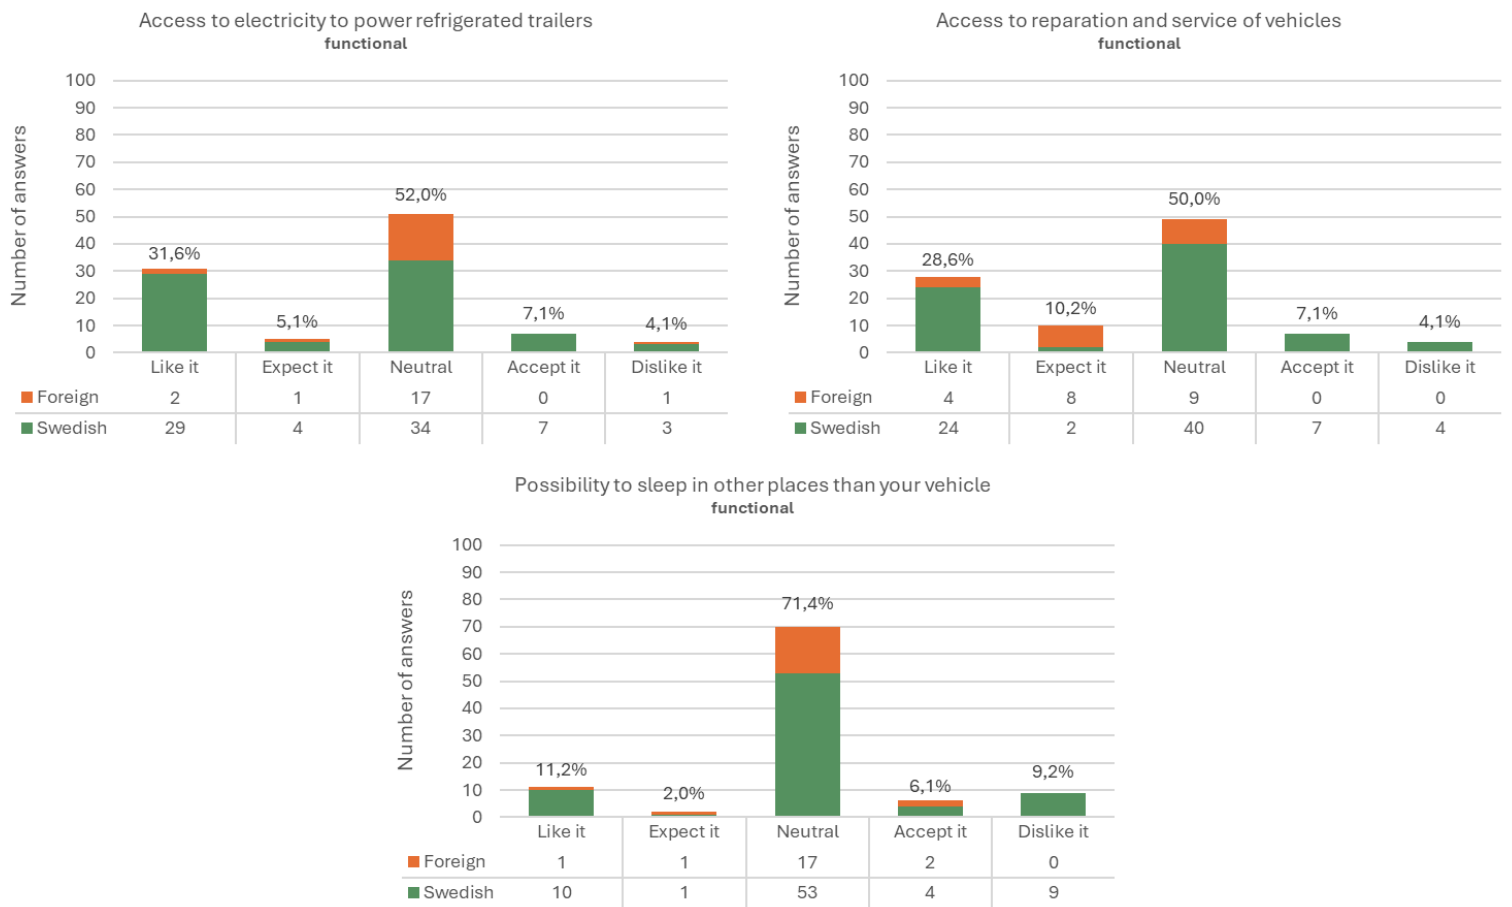 Access to electricity to power refrigerated trailers
functional
Number of answers
100
90
80
70
60
50
40
30
20
10
0
31,6%
5,1%
52,0%
7,1%
4,1%
Like it Expect it Neutral Accept it Dislike it
Foreign 2 1 17 0 1
Swedish 29 4 34 7 3
Access to reparation and service of vehicles
functional
Number of answers
100
90
80
70
60
50
40
30
20
10
0
28,6%
10,2%
50,0%
7,1%
4,1%
Like it Expect it Neutral Accept it Dislike it
Foreign 4 8 9 0 0
Swedish 24 2 40 7 4
Possibility to sleep in other places than your vehicle
functional
Number of answers
100
90
80
70
60
50
40
30
20
10
0
11,2%
2,0%
71,4%
6,1%
9,2%
Like it Expect it Neutral Accept it Dislike it
Foreign 1 1 17 2 0
Swedish 10 1 53 4 9